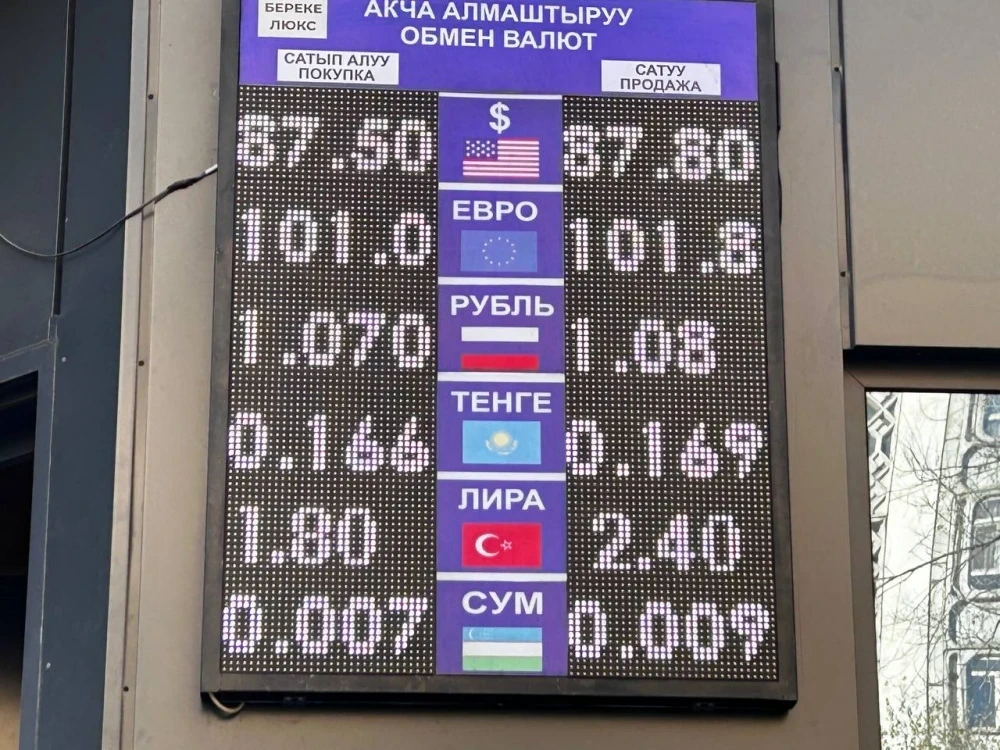 БЕРЕКЕ
ЛЮКС
АКЧА АЛМАШТЫРУУ
ОБМЕН ВАЛЮТ
САТЫП АЛУУ
ПОКУПКА
САТУУ
ПРОДАЖА
87.50 $ 87.80
101.0 ЕВРО 101.8
1.070 РУБЛЬ 1.08
0.166 ТЕНГЕ 0.169
1.80 ЛИРА 2.40
0.007 СУМ 0.009